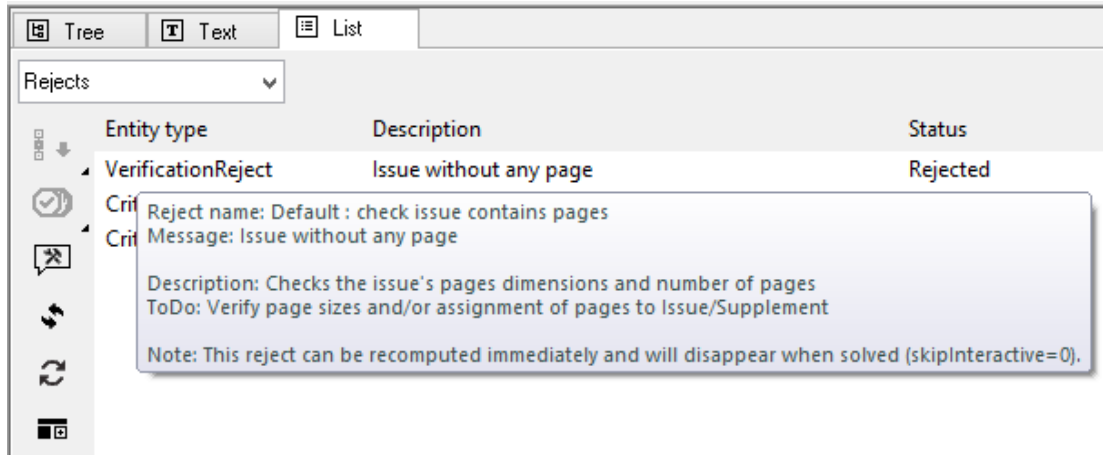 Tree Text List
Rejects
Entity type Description Status
VerificationReject Issue without any page Rejected
Crit
Crit
Reject name: Default : check issue contains pages
Message: Issue without any page
Description: Checks the issue's pages dimensions and number of pages
ToDo: Verify page sizes and/or assignment of pages to Issue/Supplement
Note: This reject can be recomputed immediately and will disappear when solved (skipInteractive=0).